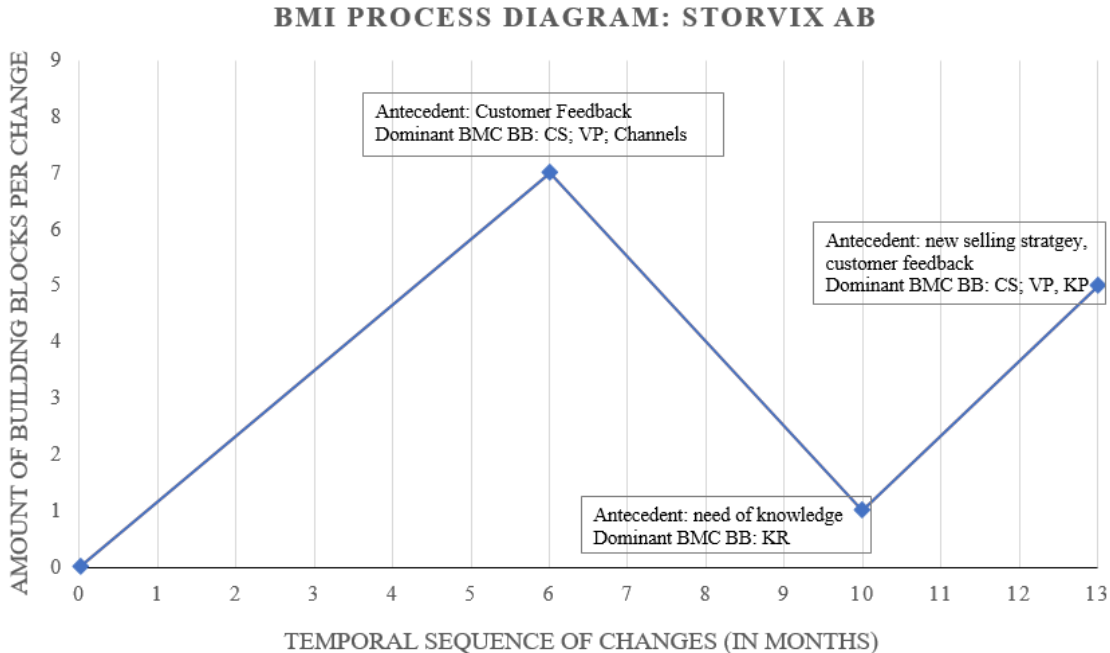 BMI PROCESS DIAGRAM: STORVIX AB
AMOUNT OF BUILDING BLOCKS PER CHANGE
9
8
7
6
5
4
3
2
1
0
Antecedent: Customer Feedback
Dominant BMC BB: CS; VP; Channels
Antecedent: new selling stratgey,
customer feedback
Dominant BMC BB: CS; VP, KP
Antecedent: need of knowledge
Dominant BMC BB: KR
0 1 2 3 4 5 6 7 8 9 10 11 12 13
TEMPORAL SEQUENCE OF CHANGES (IN MONTHS)